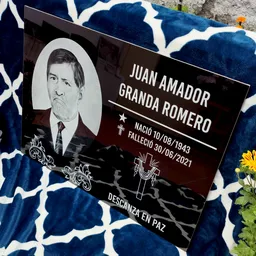 JUAN AMADOR
GRANDA ROMERO
NACIÓ 10/08/1943
FALLECIÓ 30/06/2021
DESCANZA EN PAZ